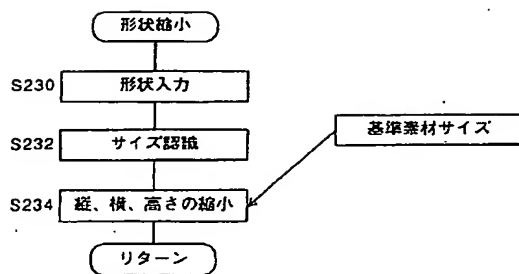 形状縮小
S230 形状入力
S232 サイズ認識
基準素材サイズ
S234 縦、横、高さの縮小
リターン